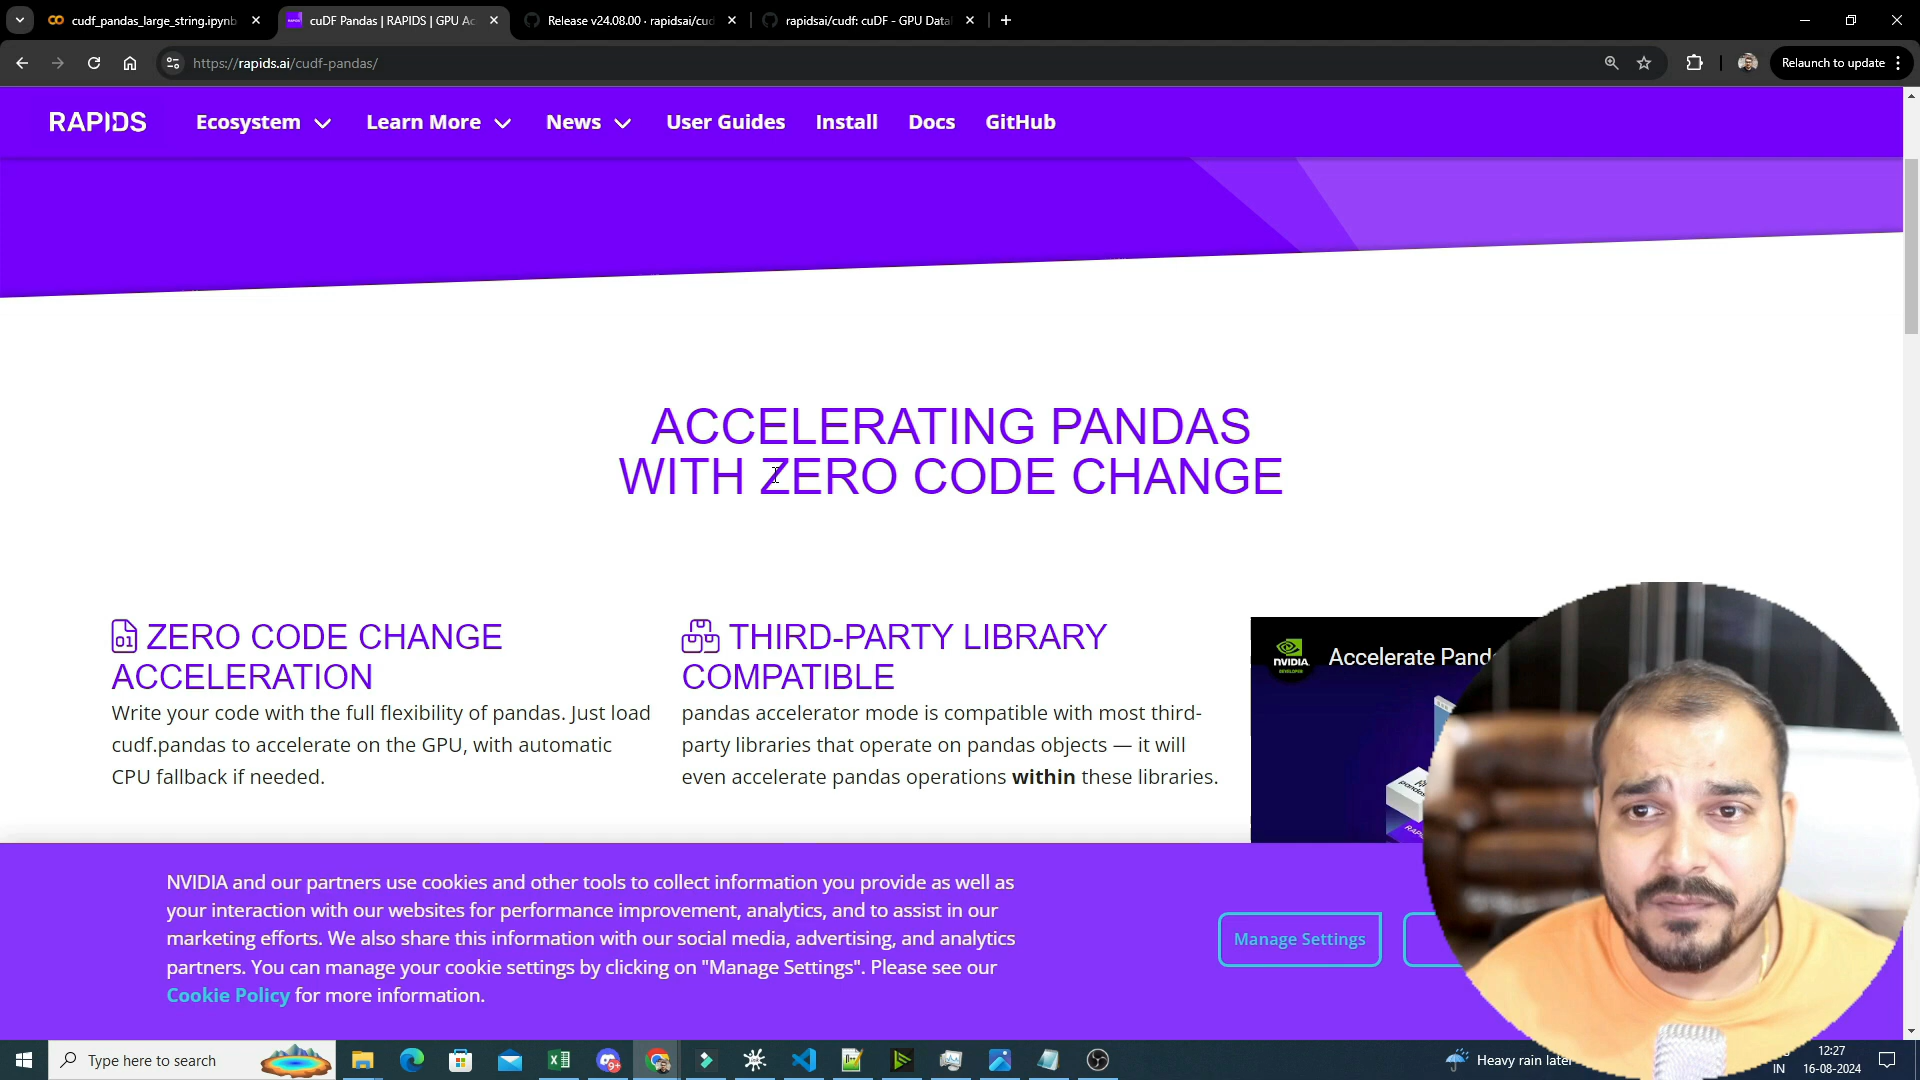 cudf_pandas_large_string.ipynb
cuDF Pandas | RAPIDS | GPU Ac
Release v24.08.00 · rapidsai/cud
rapidsai/cudf: cuDF - GPU Data
https://rapids.ai/cudf-pandas/
Relaunch to update
RAPIDS
Ecosystem
Learn More
News
User Guides
Install
Docs
GitHub
ACCELERATING PANDAS
WITH ZERO CODE CHANGE
ZERO CODE CHANGE
ACCELERATION
Write your code with the full flexibility of pandas. Just load
cudf.pandas to accelerate on the GPU, with automatic
CPU fallback if needed.
THIRD-PARTY LIBRARY
COMPATIBLE
pandas accelerator mode is compatible with most third-
party libraries that operate on pandas objects — it will
even accelerate pandas operations within these libraries.
NVIDIA
DEVELOPER
Accelerate Panda
pandas
NVIDIA and our partners use cookies and other tools to collect information you provide as well as
your interaction with our websites for performance improvement, analytics, and to assist in our
marketing efforts. We also share this information with our social media, advertising, and analytics
partners. You can manage your cookie settings by clicking on "Manage Settings". Please see our
Cookie Policy for more information.
Manage Settings
Type here to search
Heavy rain later
IN
12:27
16-08-2024